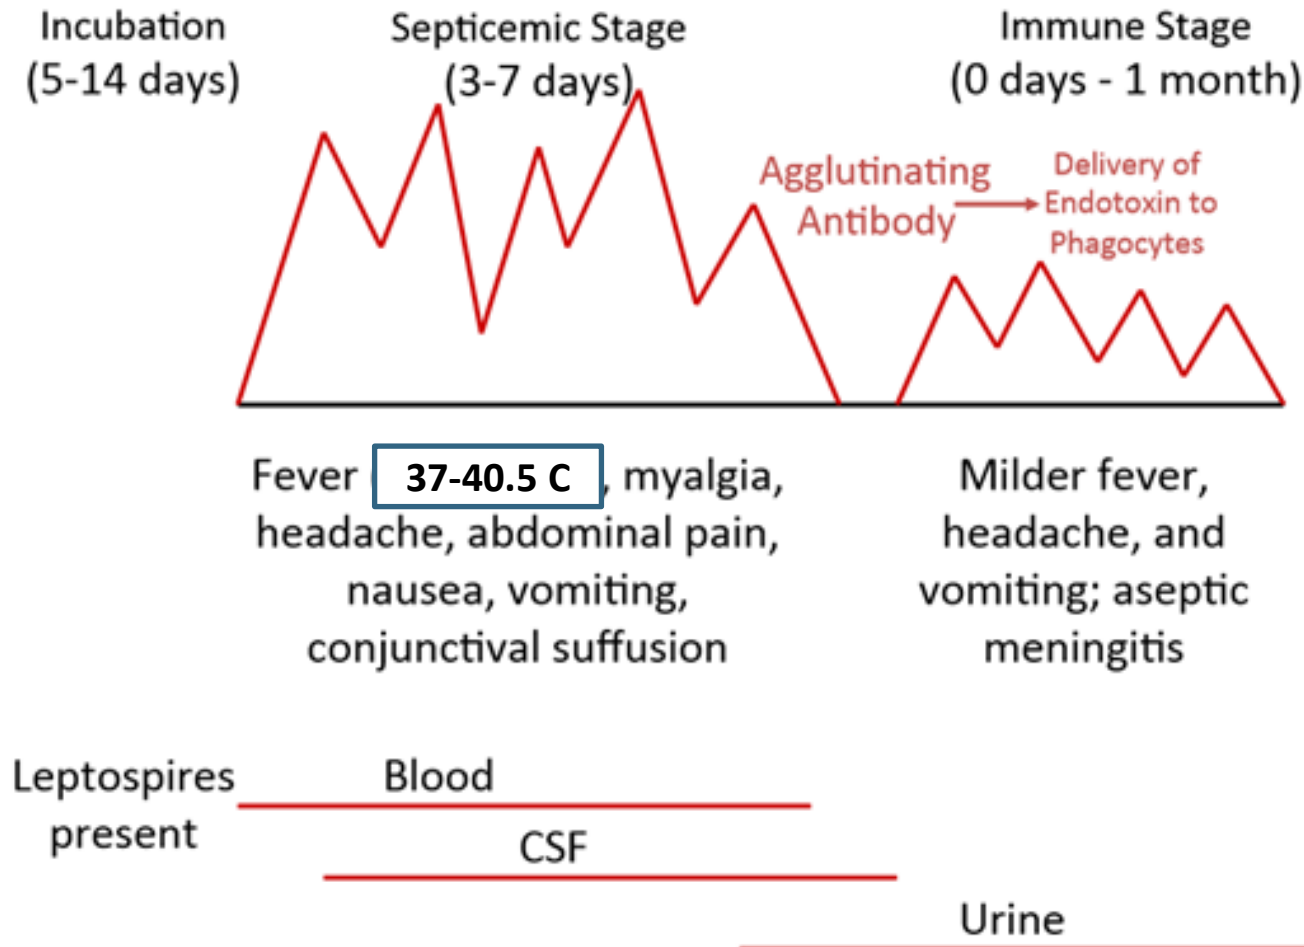 Incubation
(5-14 days)
Septicemic Stage
(3-7 days)
Immune Stage
(0 days - 1 month)
Agglutinating
Antibody
Delivery of
Endotoxin to
Phagocytes
Fever ( 37-40.5 C , myalgia,
headache, abdominal pain,
nausea, vomiting,
conjunctival suffusion
Milder fever,
headache, and
vomiting; aseptic
meningitis
Leptospires
present
Blood
CSF
Urine